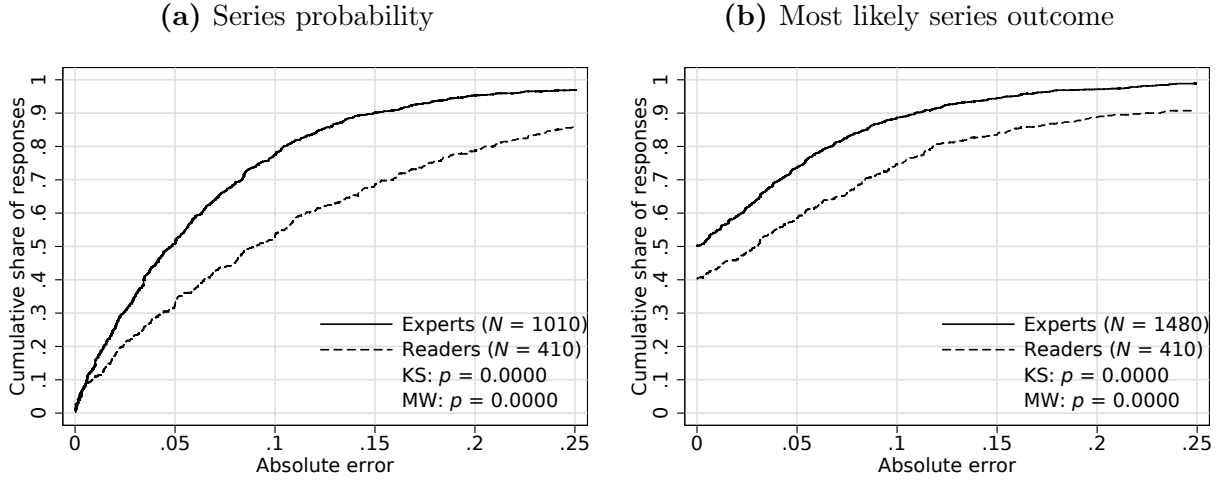 (a) Series probability
Cumulative share of responses
1
.9
.8
.7
.6
.5
.4
.3
.2
.1
0
Experts (N = 1010)
Readers (N = 410)
KS: p = 0.0000
MW: p = 0.0000
0 .05 .1 .15 .2 .25
Absolute error
(b) Most likely series outcome
Cumulative share of responses
1
.9
.8
.7
.6
.5
.4
.3
.2
.1
0
Experts (N = 1480)
Readers (N = 410)
KS: p = 0.0000
MW: p = 0.0000
0 .05 .1 .15 .2 .25
Absolute error